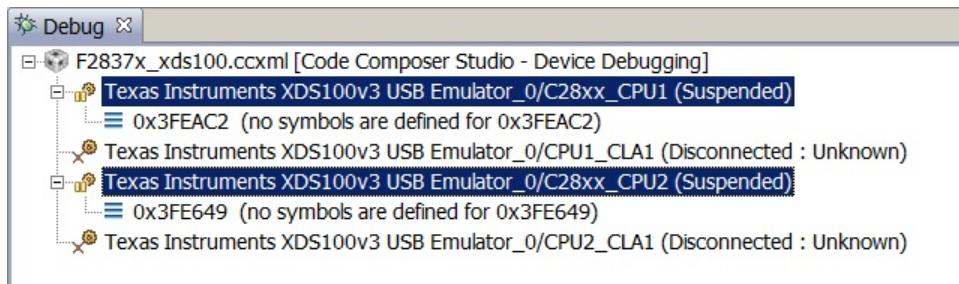 Debug
F2837x_xds100.ccxml [Code Composer Studio - Device Debugging]
Texas Instruments XDS100v3 USB Emulator_0/C28xx_CPU1 (Suspended)
0x3FEAC2 (no symbols are defined for 0x3FEAC2)
Texas Instruments XDS100v3 USB Emulator_0/CPU1_CLA1 (Disconnected : Unknown)
Texas Instruments XDS100v3 USB Emulator_0/C28xx_CPU2 (Suspended)
0x3FE649 (no symbols are defined for 0x3FE649)
Texas Instruments XDS100v3 USB Emulator_0/CPU2_CLA1 (Disconnected : Unknown)